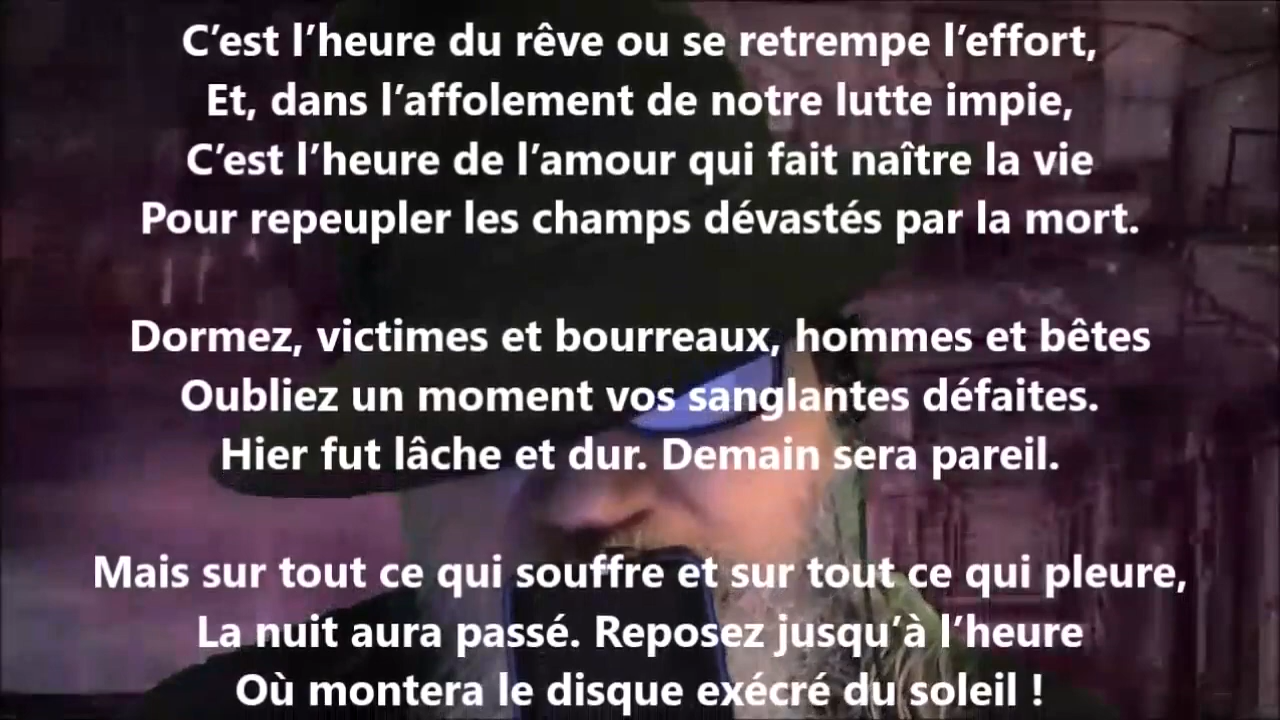 C’est l’heure du rêve ou se retrempe l’effort,
Et, dans l’affolement de notre lutte impie,
C’est l’heure de l’amour qui fait naître la vie
Pour repeupler les champs dévastés par la mort.
Dormez, victimes et bourreaux, hommes et bêtes
Oubliez un moment vos sanglantes défaites.
Hier fut lâche et dur. Demain sera pareil.
Mais sur tout ce qui souffre et sur tout ce qui pleure,
La nuit aura passé. Reposez jusqu’à l’heure
Où montera le disque exécré du soleil !